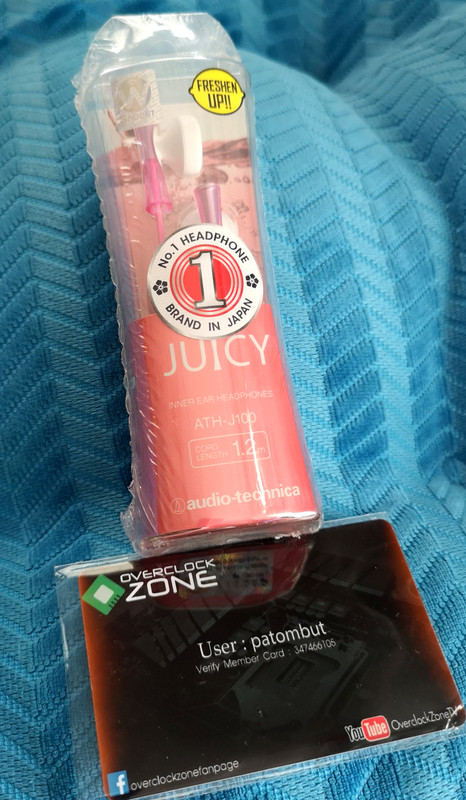 FRESHEN
UP!!
No.1 HEADPHONE
1
BRAND IN JAPAN
JUICY
INNER EAR HEADPHONES
ATH-J100
CORD
LENGTH 1.2m
audio-technica
OVERCLOCK
ZONE
User : patombut
Verify Member Card : 347466105
YouTube OverclockZoneTV
f overclockzonefanpage